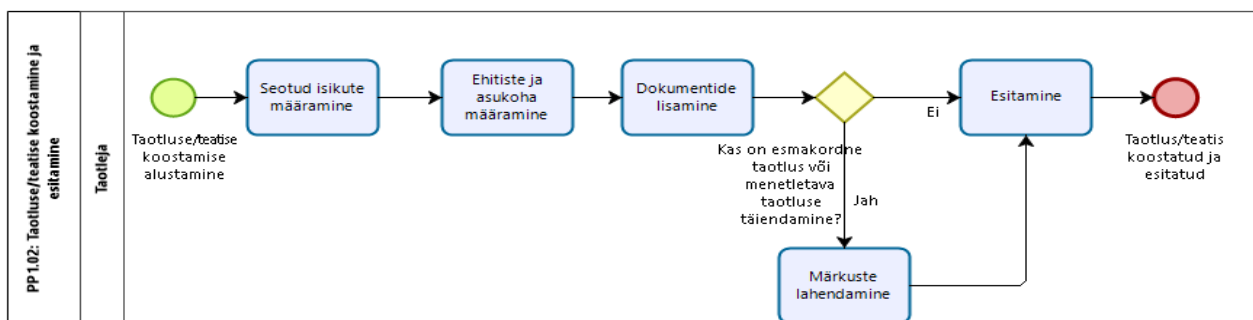 PP1.02: Taotluse/teatise koostamine ja
esitamine
Taotleja
Taotluse/teatise
koostamise
alustamine
Seotud isikute
määramine
Ehitiste ja
asukoha
määramine
Dokumentide
lisamine
Kas on esmakordne
taotlus või
menetletava
taotluse
täiendamine?
Ei
Jah
Märkuste
lahendamine
Esitamine
Taotlus/teatis
koostatud ja
esitatud